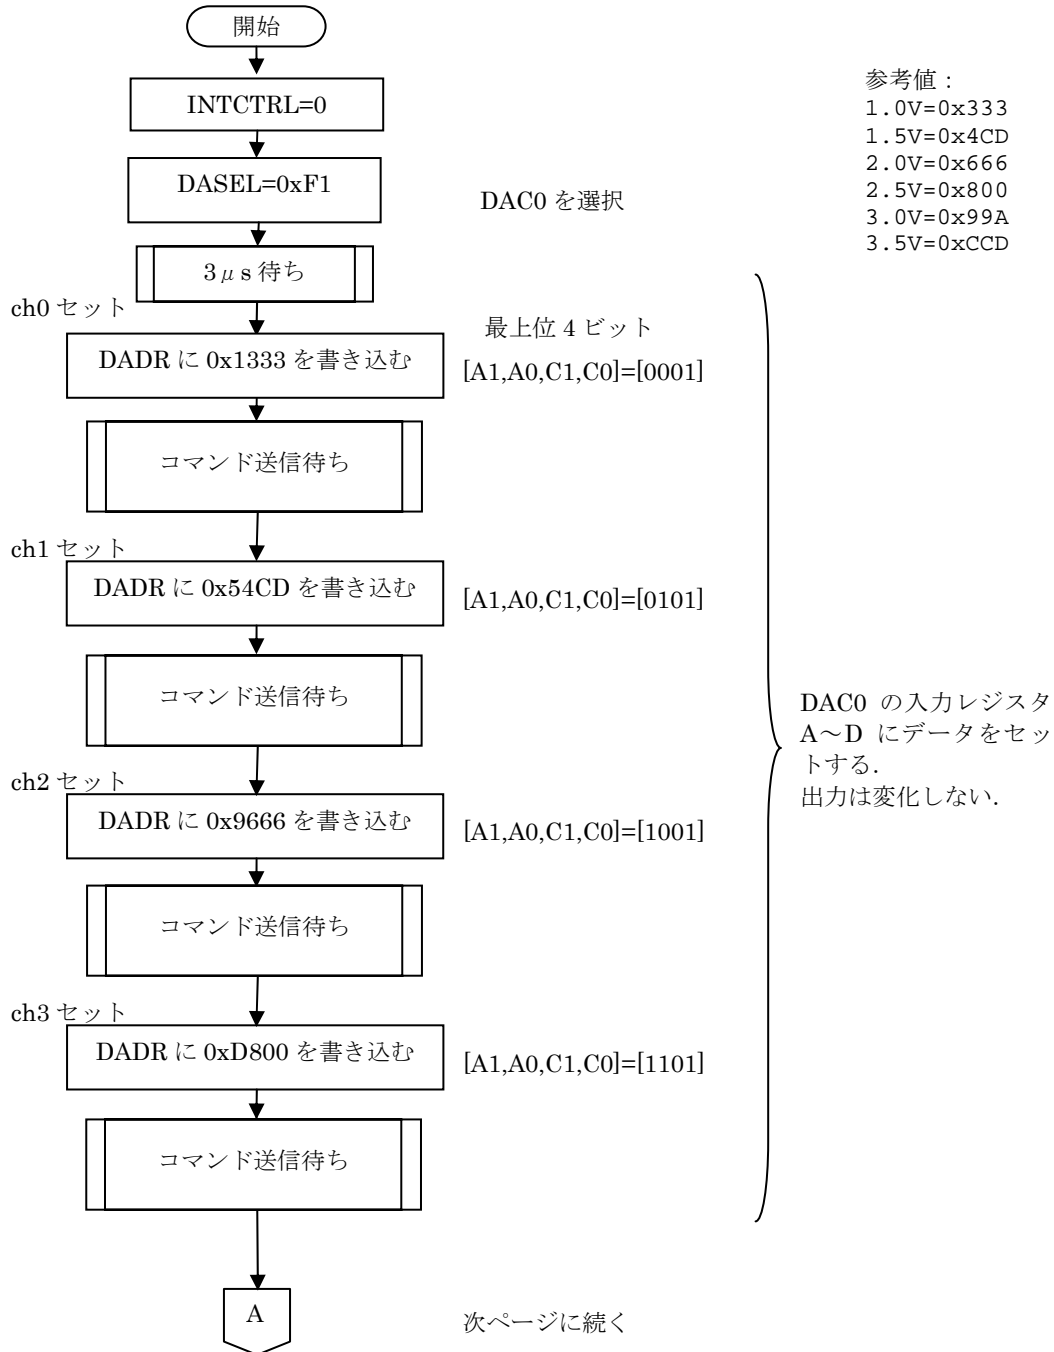 開始
INTCTRL=0
参考値：
1.0V=0x333
1.5V=0x4CD
2.0V=0x666
2.5V=0x800
3.0V=0x99A
3.5V=0xCCD
DASEL=0xF1
DAC0 を選択
3μs 待ち
ch0 セット
DADR に 0x1333 を書き込む
最上位 4 ビット
[A1,A0,C1,C0]=[0001]
コマンド送信待ち
ch1 セット
DADR に 0x54CD を書き込む
[A1,A0,C1,C0]=[0101]
コマンド送信待ち
DAC0 の入力レジスタ
A～D にデータをセッ
トする.
出力は変化しない.
ch2 セット
DADR に 0x9666 を書き込む
[A1,A0,C1,C0]=[1001]
コマンド送信待ち
ch3 セット
DADR に 0xD800 を書き込む
[A1,A0,C1,C0]=[1101]
コマンド送信待ち
A
次ページに続く